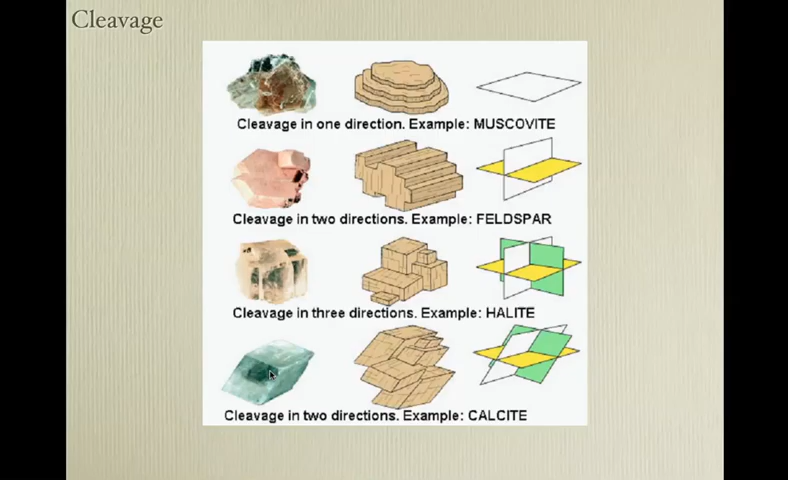 Cleavage
Cleavage in one direction. Example: MUSCOVITE
Cleavage in two directions. Example: FELDSPAR
Cleavage in three directions. Example: HALITE
Cleavage in two directions. Example: CALCITE